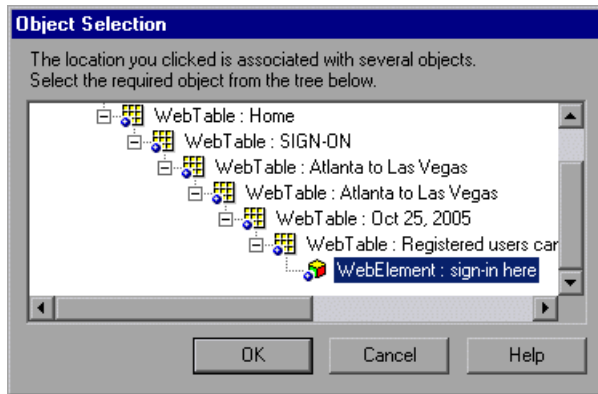 Object Selection
The location you clicked is associated with several objects.
Select the required object from the tree below.
WebTable : Home
WebTable : SIGN-ON
WebTable : Atlanta to Las Vegas
WebTable : Atlanta to Las Vegas
WebTable : Oct 25, 2005
WebTable : Registered users car
WebElement : sign-in here
OK Cancel Help